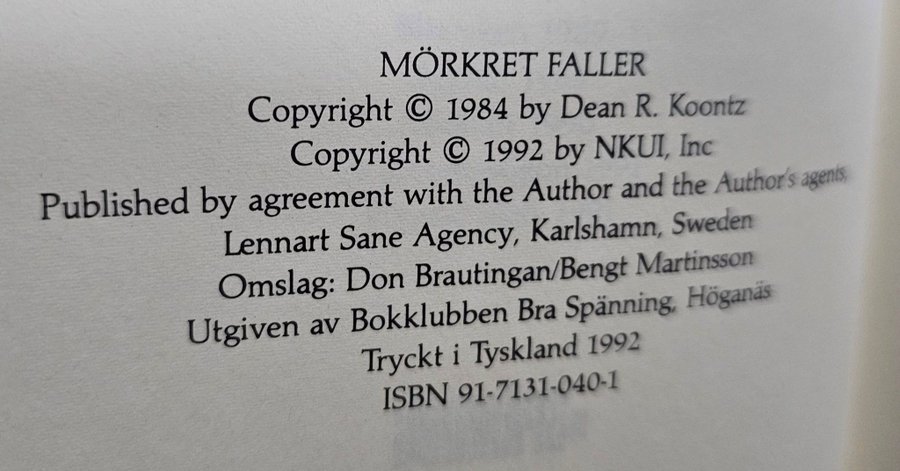 MÖRKRET FALLER
Copyright © 1984 by Dean R. Koontz
Copyright © 1992 by NKUI, Inc
Published by agreement with the Author and the Author's agents,
Lennart Sane Agency, Karlshamn, Sweden
Omslag: Don Brautingan/Bengt Martinsson
Utgiven av Bokklubben Bra Spänning, Höganäs
Tryckt i Tyskland 1992
ISBN 91-7131-040-1